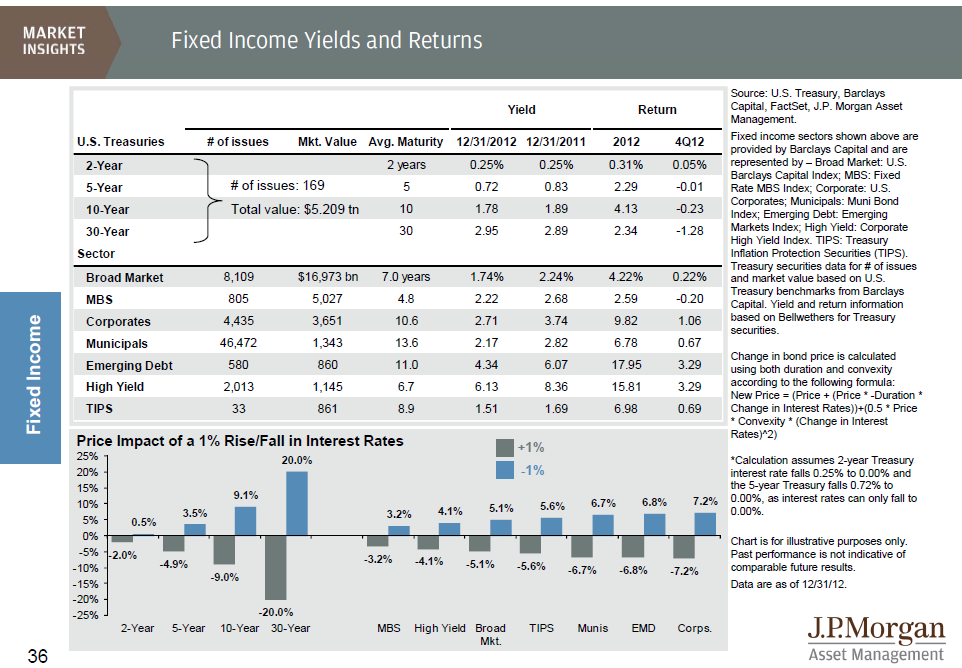 MARKET
INSIGHTS
Fixed Income Yields and Returns
Yield Return
U.S. Treasuries # of issues Mkt. Value Avg. Maturity 12/31/2012 12/31/2011 2012 4Q12
2-Year 2 years 0.25% 0.25% 0.31% 0.05%
5-Year # of issues: 169 5 0.72 0.83 2.29 -0.01
10-Year Total value: $5.209 tn 10 1.78 1.89 4.13 -0.23
30-Year 30 2.95 2.89 2.34 -1.28
Sector
Broad Market 8,109 $16,973 bn 7.0 years 1.74% 2.24% 4.22% 0.22%
MBS 805 5,027 4.8 2.22 2.68 2.59 -0.20
Corporates 4,435 3,651 10.6 2.71 3.74 9.82 1.06
Municipals 46,472 1,343 13.6 2.17 2.82 6.78 0.67
Emerging Debt 580 860 11.0 4.34 6.07 17.95 3.29
High Yield 2,013 1,145 6.7 6.13 8.36 15.81 3.29
TIPS 33 861 8.9 1.51 1.69 6.98 0.69
Price Impact of a 1% Rise/Fall in Interest Rates
+1%
-1%
25%
20%
15%
10%
5%
0%
-5%
-10%
-15%
-20%
-25%
0.5% 3.5% 9.1% 20.0% 3.2% 4.1% 5.1% 5.6% 6.7% 6.8% 7.2%
-2.0% -4.9% -9.0% -20.0% -3.2% -4.1% -5.1% -5.6% -6.7% -6.8% -7.2%
2-Year 5-Year 10-Year 30-Year MBS High Yield Broad TIPS Munis EMD Corps.
Mkt.
Source: U.S. Treasury, Barclays
Capital, FactSet, J.P. Morgan Asset
Management.
Fixed income sectors shown above are
provided by Barclays Capital and are
represented by – Broad Market: U.S.
Barclays Capital Index; MBS: Fixed
Rate MBS Index; Corporate: U.S.
Corporates; Municipals: Muni Bond
Index; Emerging Debt: Emerging
Markets Index; High Yield: Corporate
High Yield Index. TIPS: Treasury
Inflation Protection Securities (TIPS).
Treasury securities data for # of issues
and market value based on U.S.
Treasury benchmarks from Barclays
Capital. Yield and return information
based on Bellwethers for Treasury
securities.
Change in bond price is calculated
using both duration and convexity
according to the following formula:
New Price = (Price + (Price * -Duration *
Change in Interest Rates))+(0.5 * Price
* Convexity * (Change in Interest
Rates)^2)
*Calculation assumes 2-year Treasury
interest rate falls 0.25% to 0.00% and
the 5-year Treasury falls 0.72% to
0.00%, as interest rates can only fall to
0.00%.
Chart is for illustrative purposes only.
Past performance is not indicative of
comparable future results.
Data are as of 12/31/12.
Fixed Income
36
J.P.Morgan
Asset Management